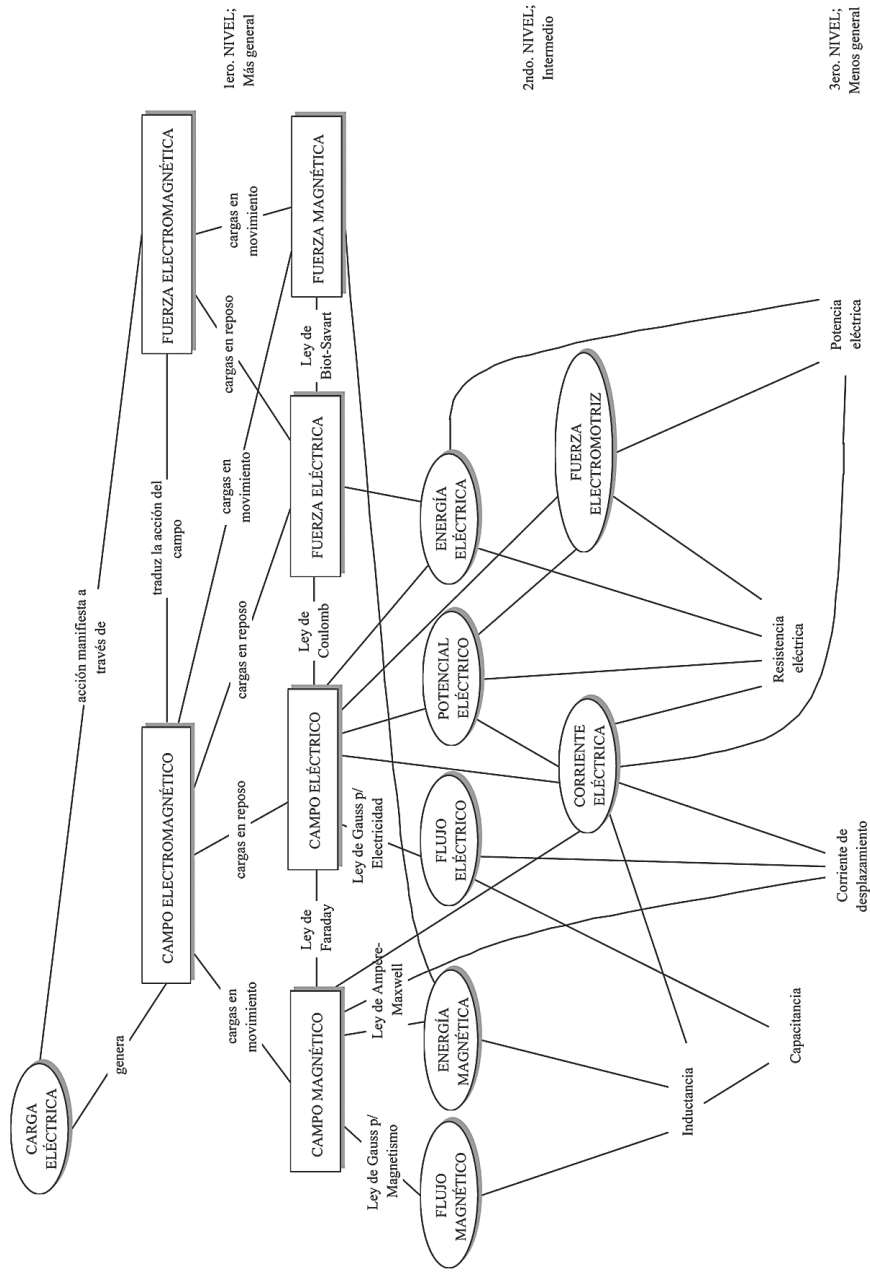 CARGA
ELÉCTRICA
acción manifiesta a
través de
genera
CAMPO ELECTROMAGNÉTICO
traduz la acción del
campo
FUERZA ELECTROMAGNÉTICA
1ero. NIVEL;
Más general
cargas en
movimiento
cargas en reposo
cargas en reposo
cargas en
movimiento
cargas en reposo
cargas en
movimiento
CAMPO MAGNÉTICO
Ley de
Faraday
CAMPO ELÉCTRICO
Ley de
Coulomb
FUERZA ELÉCTRICA
Ley de
Biot-Savart
FUERZA MAGNÉTICA
Ley de Gauss p/
Magnetismo
Ley de Ampère-
Maxwell
Ley de Gauss p/
Electricidad
FLUJO
MAGNÉTICO
ENERGÍA
MAGNÉTICA
FLUJO
ELÉCTRICO
POTENCIAL
ELÉCTRICO
ENERGÍA
ELÉCTRICA
2ndo. NIVEL;
Intermedio
CORRIENTE
ELÉCTRICA
FUERZA
ELECTROMOTRIZ
Inductancia
Capacitancia
Resistencia
eléctrica
Corriente de
desplazamiento
Potencia
eléctrica
3ero. NIVEL;
Menos general